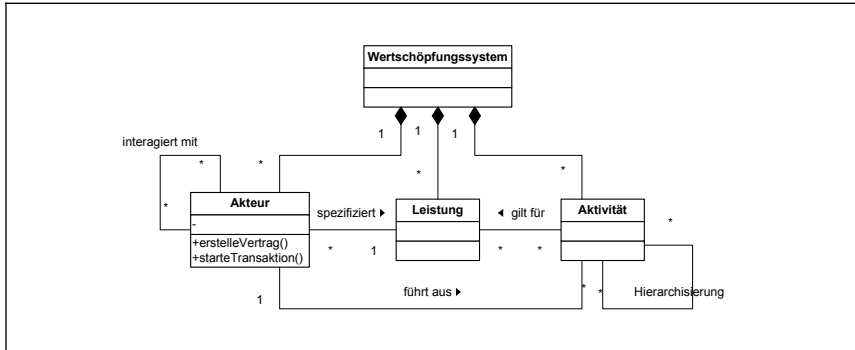 Wertschöpfungssystem
1 1 1
interagiert mit
* * * *
*
Akteur
-
+erstelleVertrag()
+starteTransaktion()
spezifiziert ▸
* 1
Leistung
◂ gilt für
* *
Aktivität
*
1
führt aus ▸
* *
Hierarchisierung